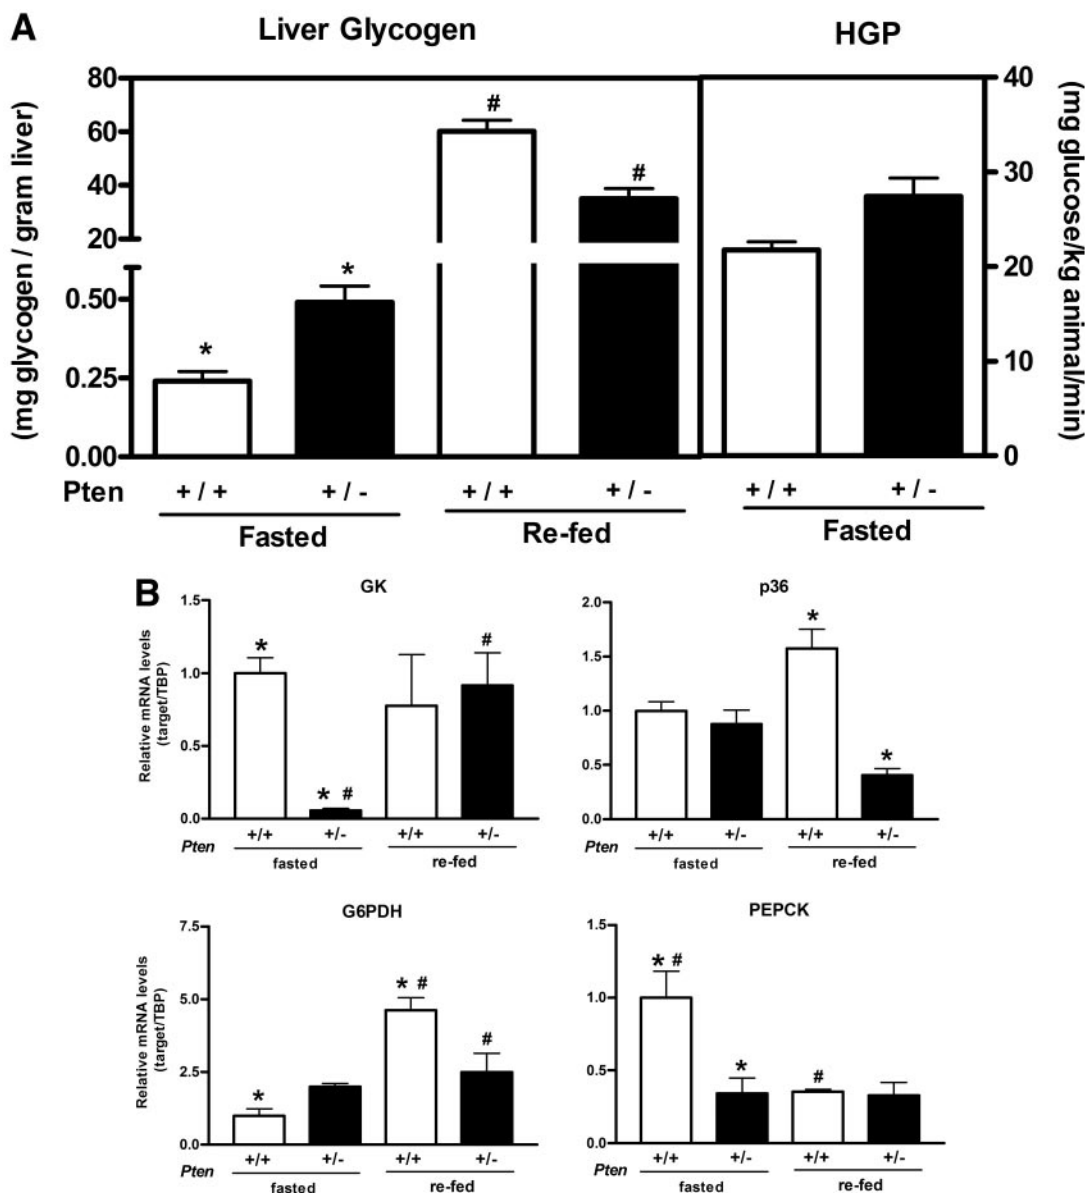 A
Liver Glycogen
HGP
(mg glycogen / gram liver)
80
60
40
20
0.50
0.25
0.00
*
*
#
#
40
30
20
10
0
(mg glucose/kg animal/min)
Pten
+ / +
+ / -
+ / +
+ / -
+ / +
+ / -
Fasted
Re-fed
Fasted
B
GK
Relative mRNA levels
(target/TBP)
1.5
1.0
0.5
0.0
*
* #
#
Pten
+/+
+/-
+/+
+/-
fasted
re-fed
p36
2.0
1.5
1.0
0.5
0.0
*
*
Pten
+/+
+/-
+/+
+/-
fasted
re-fed
G6PDH
Relative mRNA levels
(target/TBP)
7.5
5.0
2.5
0.0
*
* #
#
Pten
+/+
+/-
+/+
+/-
fasted
re-fed
PEPCK
1.5
1.0
0.5
0.0
* #
*
#
Pten
+/+
+/-
+/+
+/-
fasted
re-fed